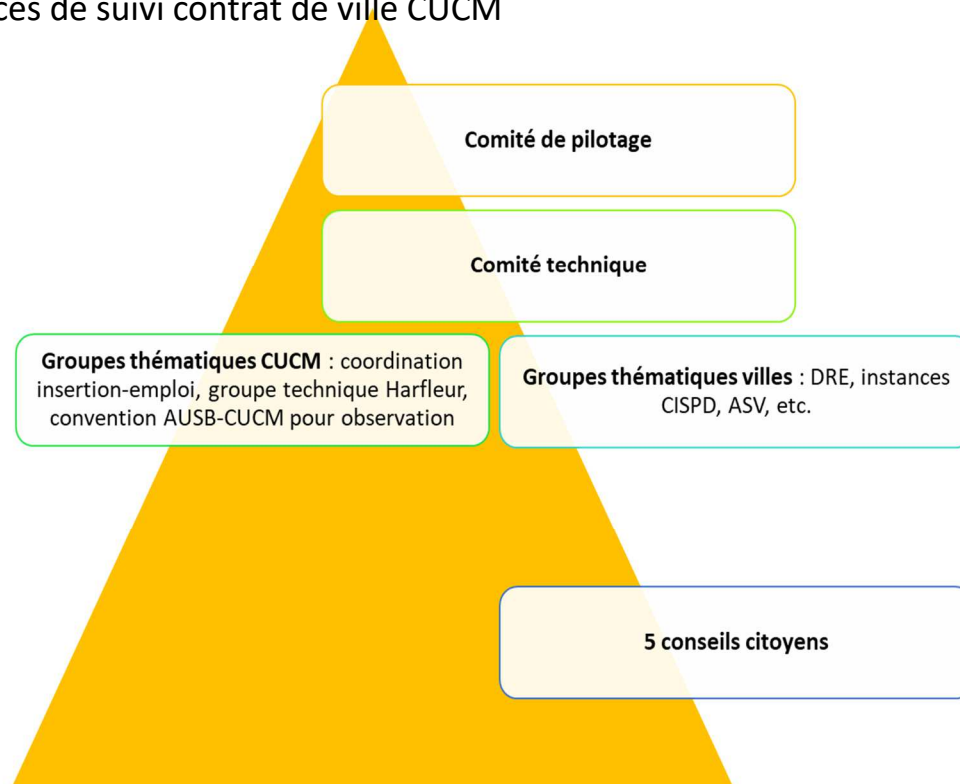 ces de suivi contrat de ville CUCM
Comité de pilotage
Comité technique
Groupes thématiques CUCM : coordination
insertion-emploi, groupe technique Harfleur,
convention AUSB-CUCM pour observation
Groupes thématiques villes : DRE, instances
CISPD, ASV, etc.
5 conseils citoyens